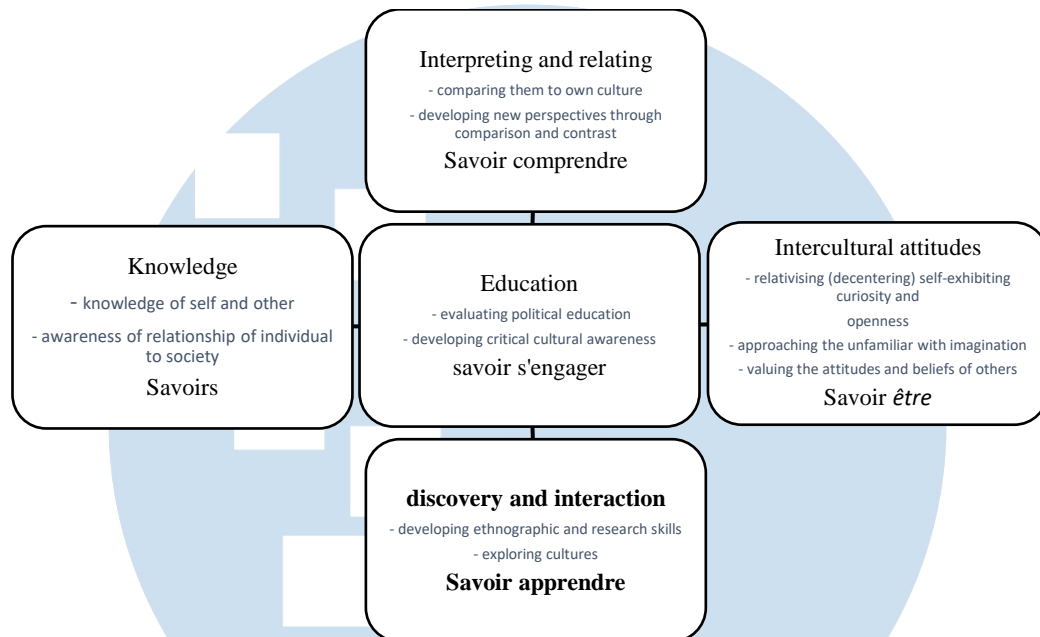 Interpreting and relating
- comparing them to own culture
- developing new perspectives through
comparison and contrast
Savoir comprendre
Knowledge
- knowledge of self and other
- awareness of relationship of individual
to society
Savoirs
Education
- evaluating political education
- developing critical cultural awareness
savoir s'engager
Intercultural attitudes
- relativising (decentering) self-exhibiting
curiosity and
openness
- approaching the unfamiliar with imagination
- valuing the attitudes and beliefs of others
Savoir être
discovery and interaction
- developing ethnographic and research skills
- exploring cultures
Savoir apprendre